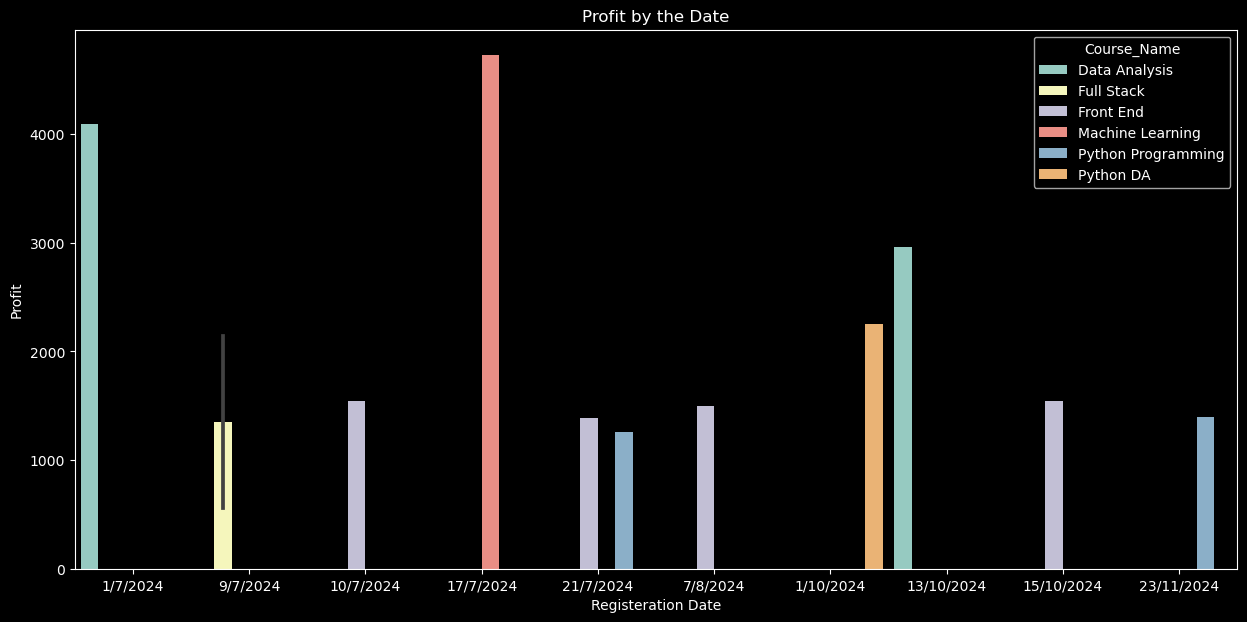 Profit by the Date
Course_Name
Data Analysis
Full Stack
Front End
Machine Learning
Python Programming
Python DA
Profit
4000
3000
2000
1000
0
1/7/2024 9/7/2024 10/7/2024 17/7/2024 21/7/2024 7/8/2024 1/10/2024 13/10/2024 15/10/2024 23/11/2024
Registeration Date